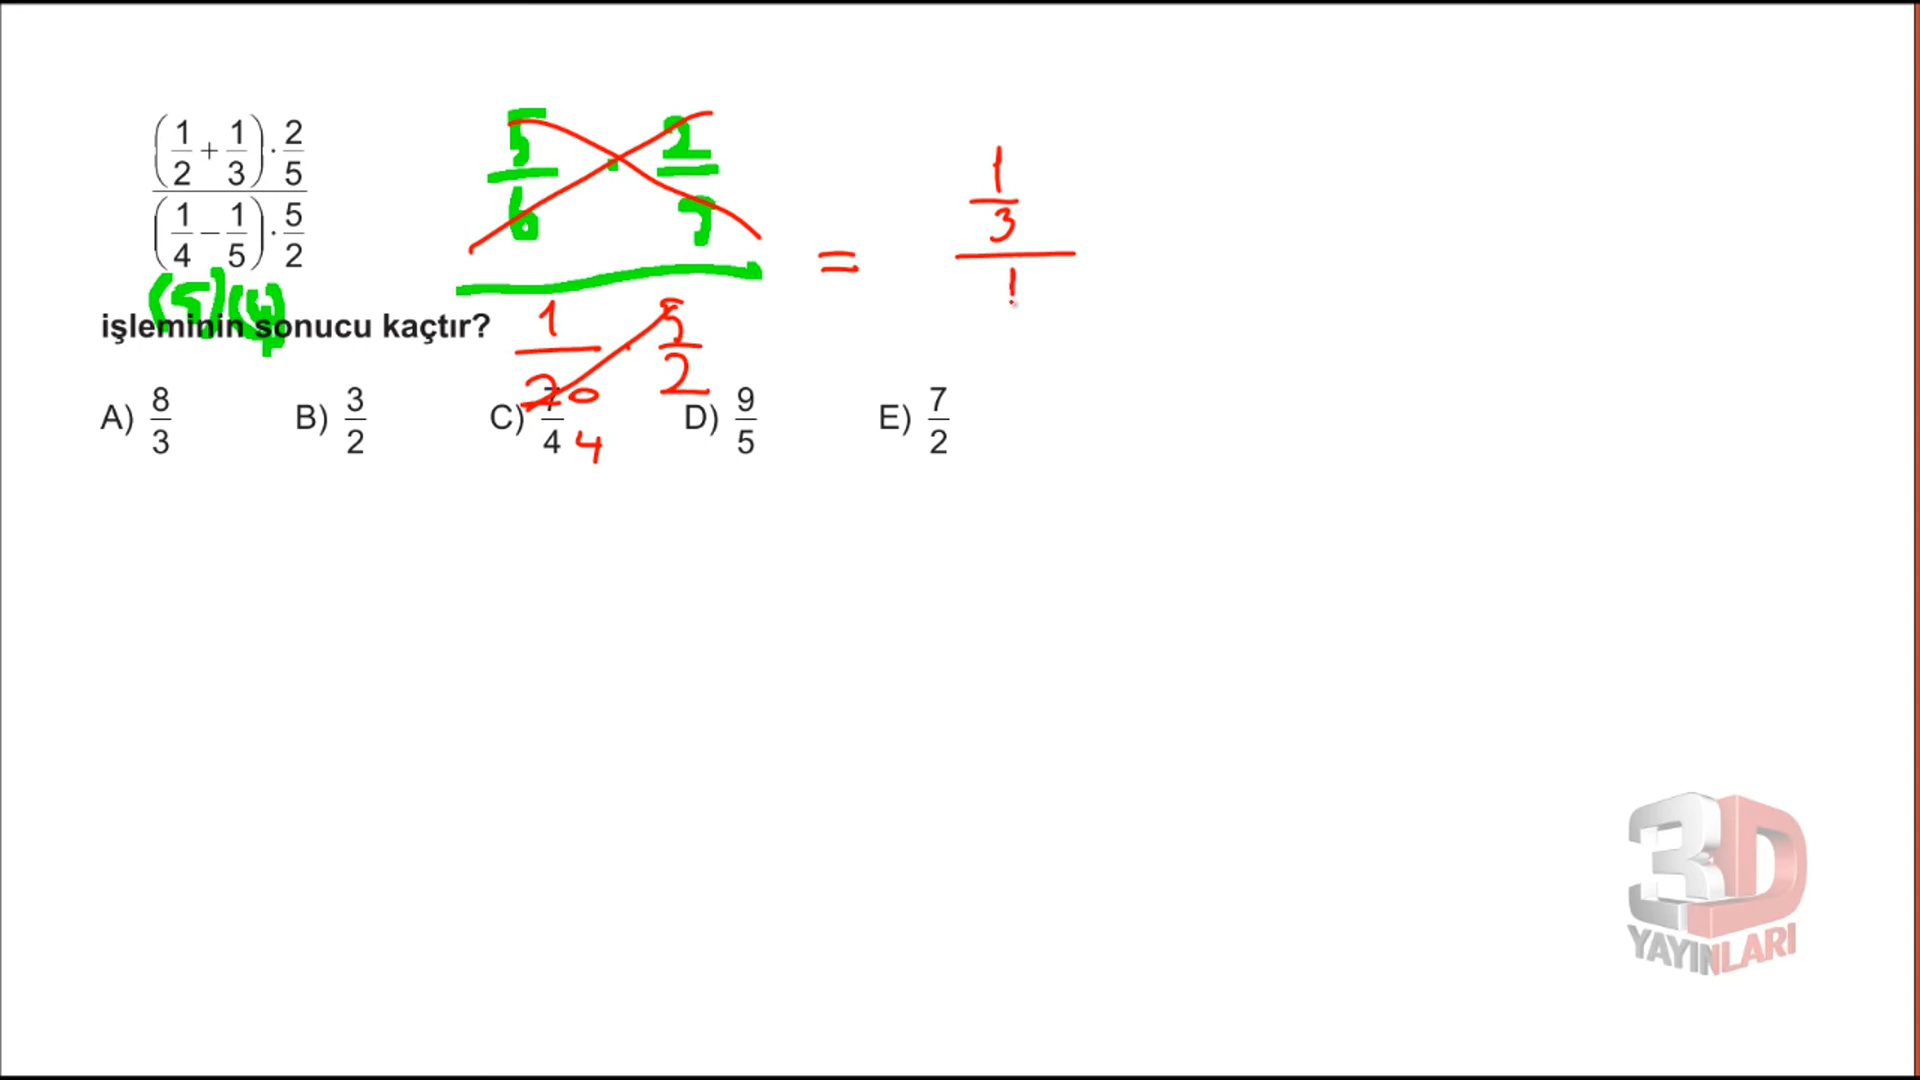 (1/2 + 1/3) · 2/5
(1/4 − 1/5) · 5/2
(5) (4)
işleminin sonucu kaçtır?
A) 8/3 B) 3/2 C) 7/4 D) 9/5 E) 7/2
5/6 · 2/5
1/20 · 5/2
4
=
1/3
1
3D
YAYINLARI